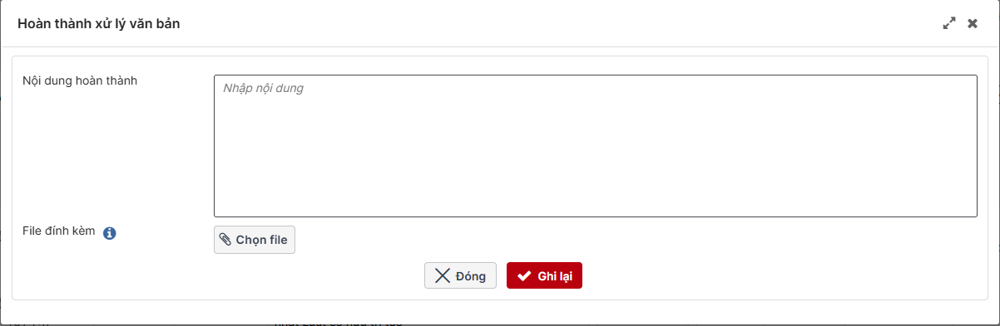 Hoàn thành xử lý văn bản
Nội dung hoàn thành
Nhập nội dung
File đính kèm
Chọn file
Đóng
Ghi lại